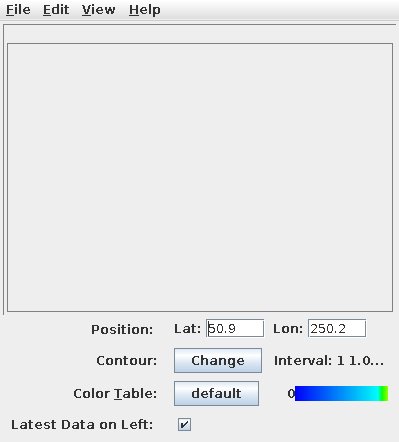 File Edit View Help
Position: Lat: 50.9 Lon: 250.2
Contour: Change Interval: 1 1.0...
Color Table: default 0
Latest Data on Left: